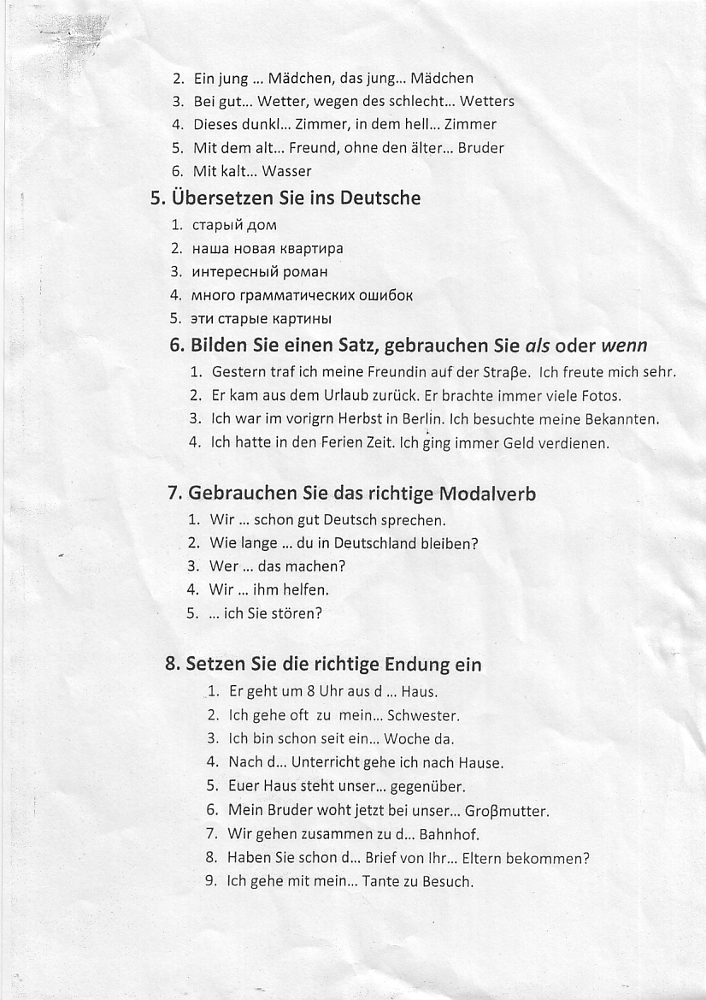 2. Ein jung ... Mädchen, das jung... Mädchen
3. Bei gut... Wetter, wegen des schlecht... Wetters
4. Dieses dunkl... Zimmer, in dem hell... Zimmer
5. Mit dem alt... Freund, ohne den älter... Bruder
6. Mit kalt... Wasser
5. Übersetzen Sie ins Deutsche
1. старый дом
2. наша новая квартира
3. интересный роман
4. много грамматических ошибок
5. эти старые картины
6. Bilden Sie einen Satz, gebrauchen Sie als oder wenn
1. Gestern traf ich meine Freundin auf der Straβe. Ich freute mich sehr.
2. Er kam aus dem Urlaub zurück. Er brachte immer viele Fotos.
3. Ich war im vorigrn Herbst in Berlin. Ich besuchte meine Bekannten.
4. Ich hatte in den Ferien Zeit. Ich ging immer Geld verdienen.
7. Gebrauchen Sie das richtige Modalverb
1. Wir ... schon gut Deutsch sprechen.
2. Wie lange ... du in Deutschland bleiben?
3. Wer ... das machen?
4. Wir ... ihm helfen.
5. ... ich Sie stören?
8. Setzen Sie die richtige Endung ein
1. Er geht um 8 Uhr aus d ... Haus.
2. Ich gehe oft zu mein... Schwester.
3. Ich bin schon seit ein... Woche da.
4. Nach d... Unterricht gehe ich nach Hause.
5. Euer Haus steht unser... gegenüber.
6. Mein Bruder woht jetzt bei unser... Groβmutter.
7. Wir gehen zusammen zu d... Bahnhof.
8. Haben Sie schon d... Brief von Ihr... Eltern bekommen?
9. Ich gehe mit mein... Tante zu Besuch.